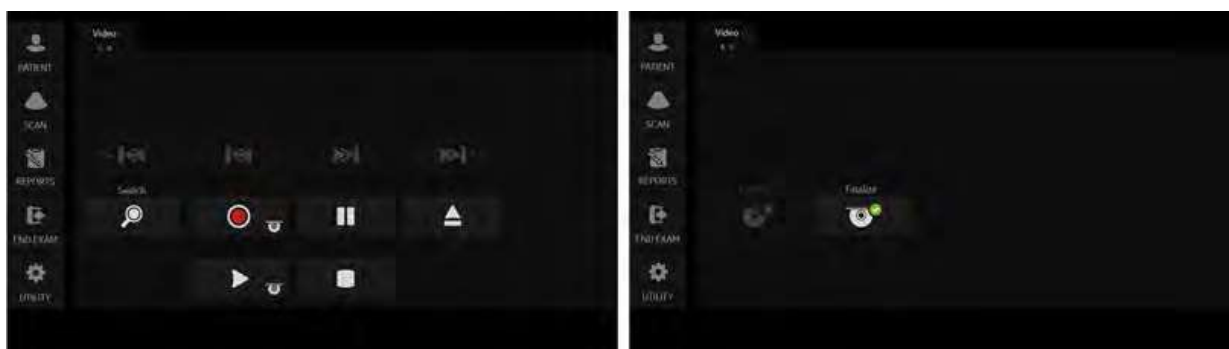 Video
PATIENT
SCAN
REPORTS
END EXAM
UTILITY
Search
Video
PATIENT
SCAN
REPORTS
END EXAM
UTILITY
Finalize